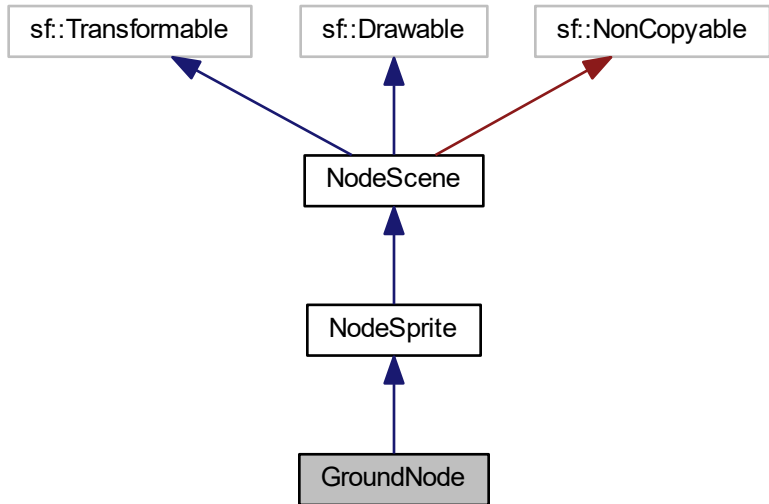 sf::Transformable
sf::Drawable
sf::NonCopyable
NodeScene
NodeSprite
GroundNode